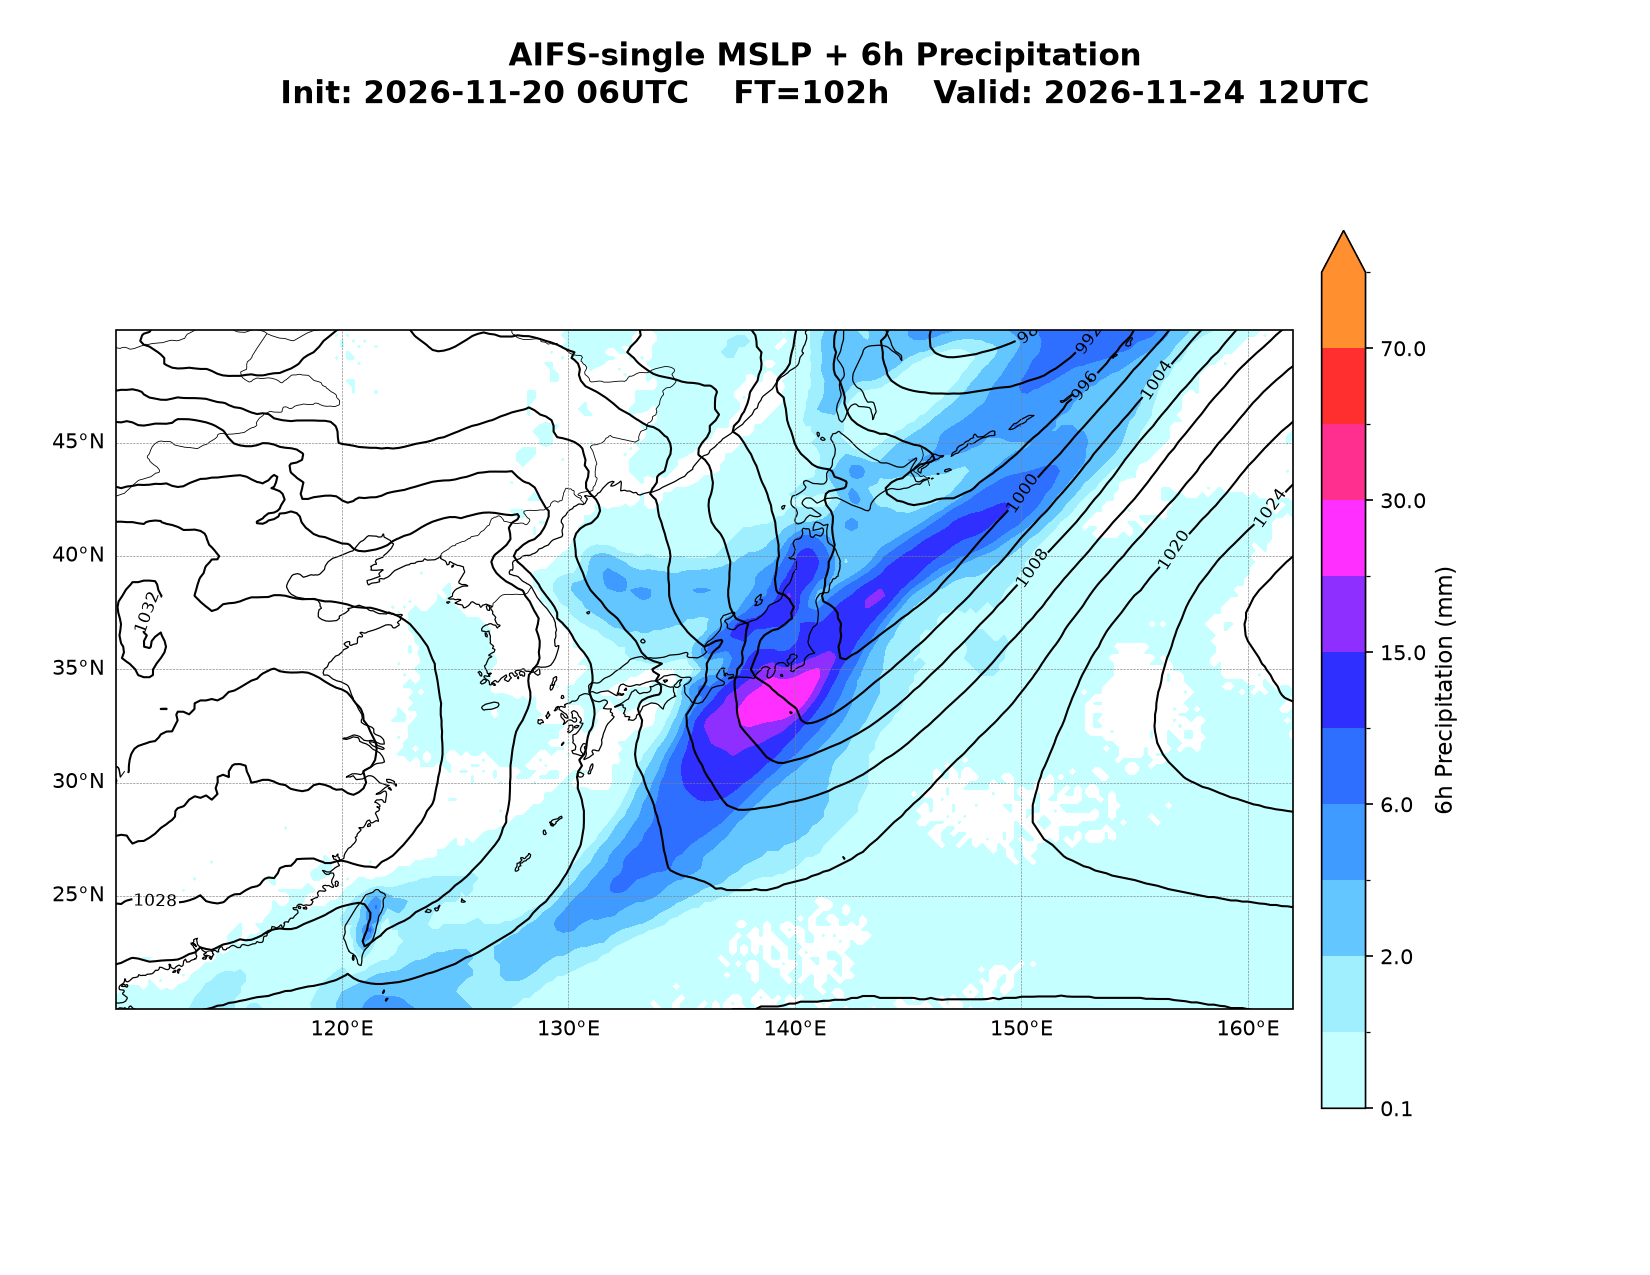 AIFS-single MSLP + 6h Precipitation
Init: 2026-11-20 06UTC    FT=102h    Valid: 2026-11-24 12UTC
992
996
1004
1000
1024
1020
1008
1032
1028
45°N
40°N
35°N
30°N
25°N
120°E
130°E
140°E
150°E
160°E
70.0
30.0
15.0
6.0
2.0
0.1
6h Precipitation (mm)